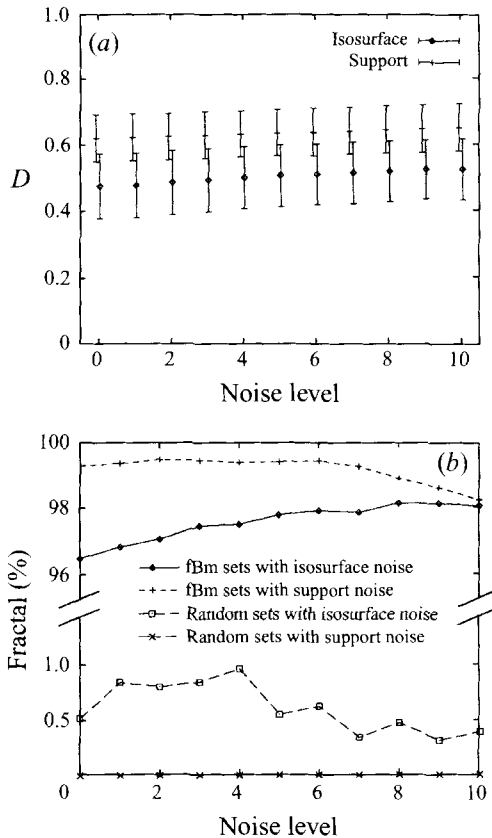 (a)
Isosurface
Support
1.0
0.8
0.6
D
0.4
0.2
0
0 2 4 6 8 10
Noise level
(b)
100
98
96
Fractal (%)
fBm sets with isosurface noise
fBm sets with support noise
Random sets with isosurface noise
Random sets with support noise
1.0
0.5
0 2 4 6 8 10
Noise level